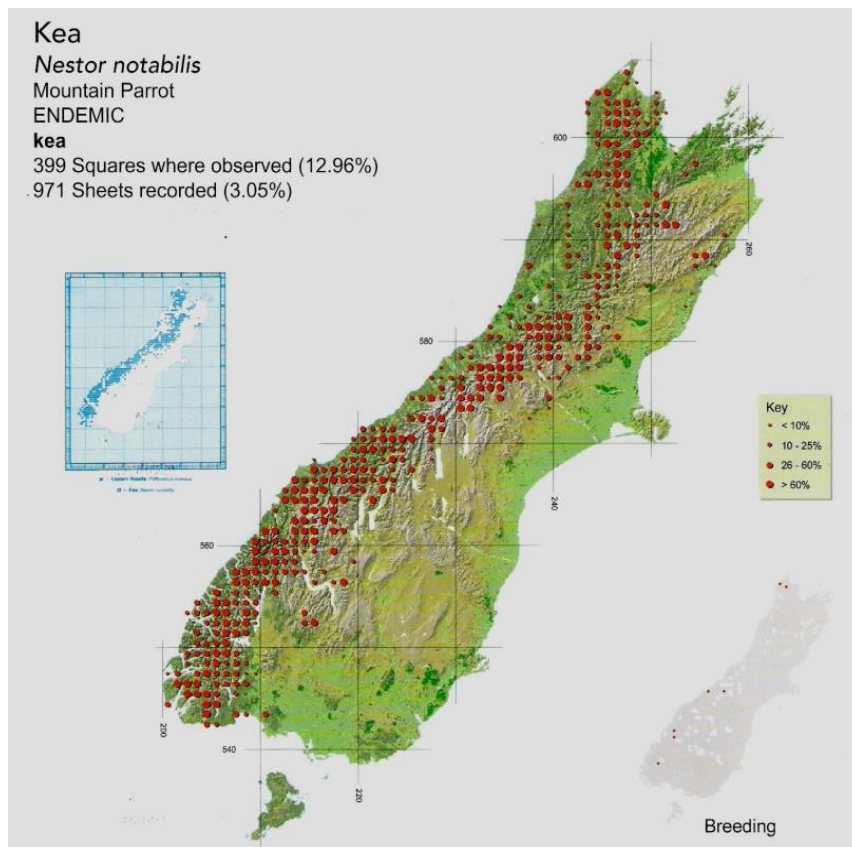 Kea
Nestor notabilis
Mountain Parrot
ENDEMIC
kea
399 Squares where observed (12.96%)
971 Sheets recorded (3.05%)
600
260
580
Key
< 10%
10 - 25%
26 - 60%
> 60%
240
560
200
540
220
Breeding